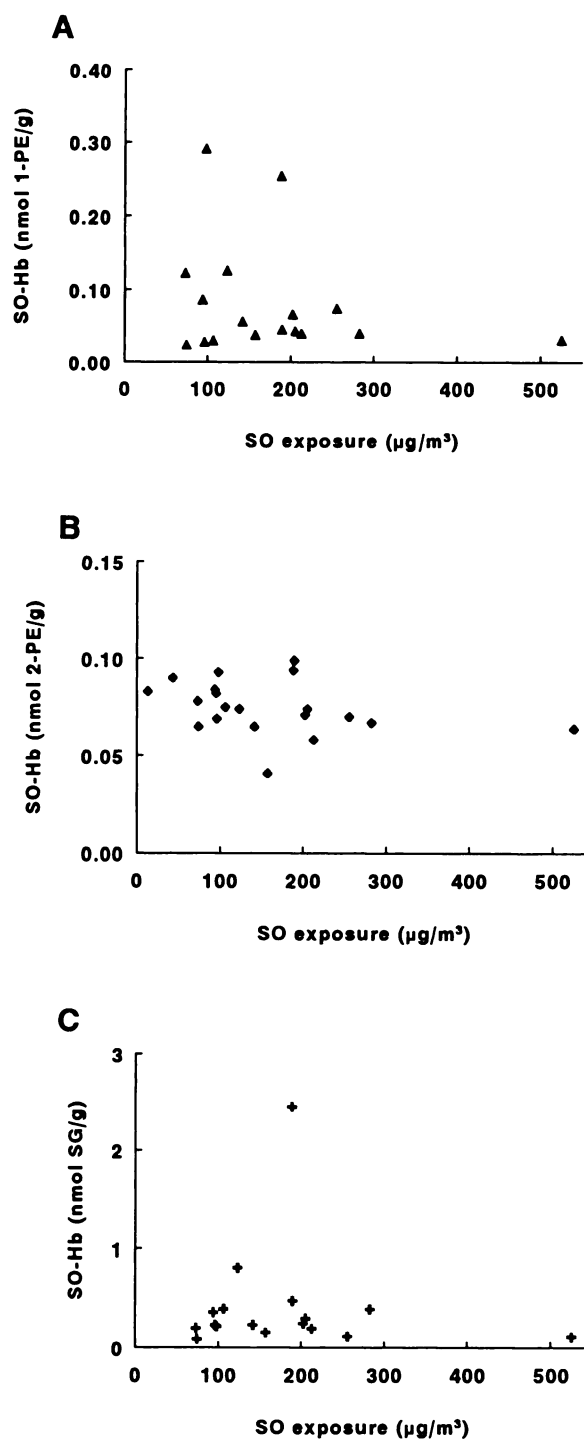 A
SO-Hb (nmol 1-PE/g)
0.40
0.30
0.20
0.10
0.00
0 100 200 300 400 500
SO exposure (µg/m³)
B
SO-Hb (nmol 2-PE/g)
0.15
0.10
0.05
0.00
0 100 200 300 400 500
SO exposure (µg/m³)
C
SO-Hb (nmol SG/g)
3
2
1
0
0 100 200 300 400 500
SO exposure (µg/m³)